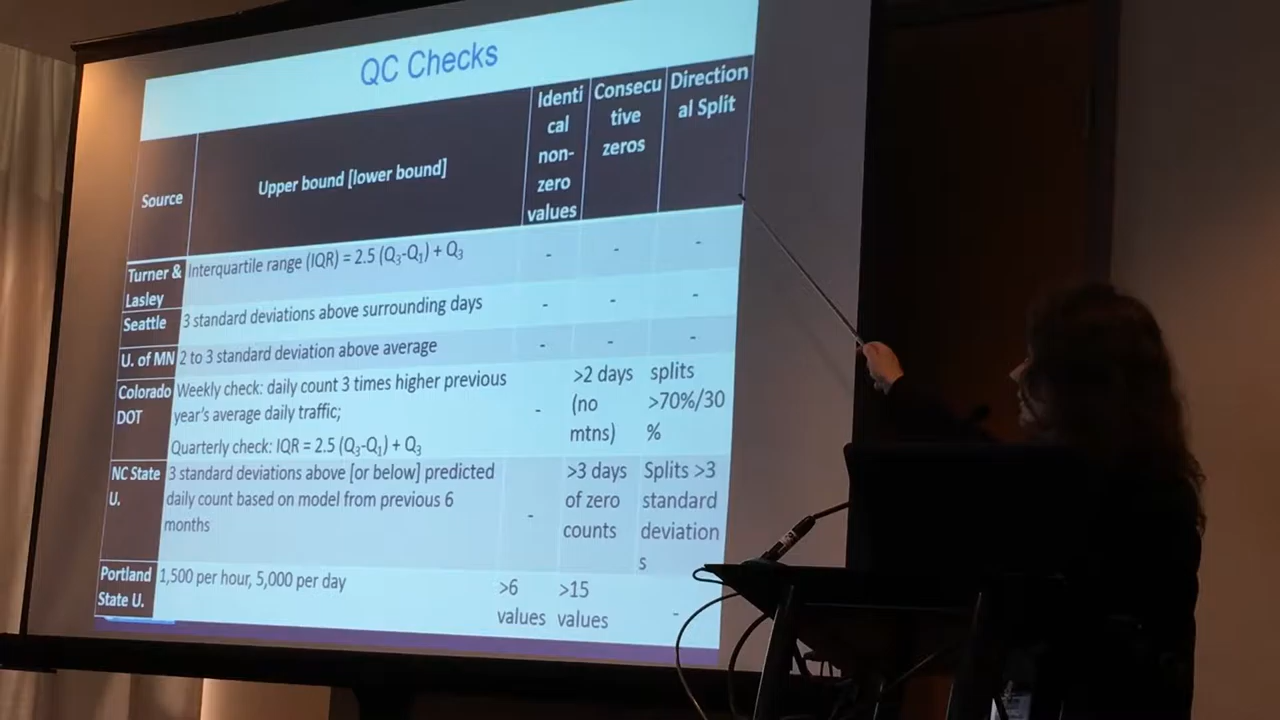 QC Checks
Source
Upper bound [lower bound]
Identi
cal
non-
zero
values
Consecu
tive
zeros
Direction
al Split
Turner &
Lasley
Interquartile range (IQR) = 2.5 (Q3-Q1) + Q3
-
-
-
Seattle
3 standard deviations above surrounding days
-
-
-
U. of MN
2 to 3 standard deviation above average
-
-
-
Colorado
DOT
Weekly check: daily count 3 times higher previous
year's average daily traffic;
Quarterly check: IQR = 2.5 (Q3-Q1) + Q3
-
>2 days
(no
mtns)
splits
>70%/30
%
NC State
U.
3 standard deviations above [or below] predicted
daily count based on model from previous 6
months
-
>3 days
of zero
counts
Splits >3
standard
deviation
s
Portland
State U.
1,500 per hour, 5,000 per day
>6
values
>15
values
-